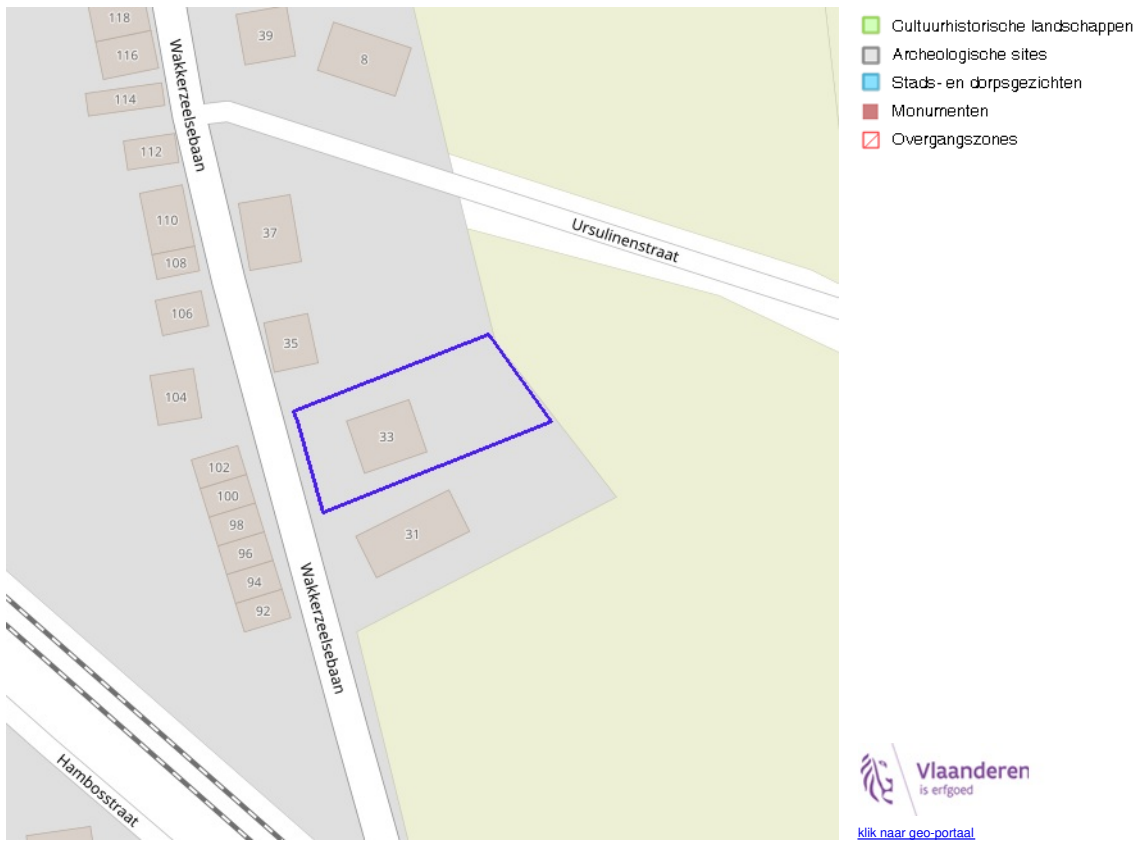 118
116
114
112
110
108
106
104
102
100
98
96
94
92
39
8
37
35
33
31
Wakkerzeelsebaan
Ursulinenstraat
Wakkerzeelsebaan
Hambosstraat
Cultuurhistorische landschappen
Archeologische sites
Stads- en dorpsgezichten
Monumenten
Overgangszones
Vlaanderen
is erfgoed
klik naar geo-portaal